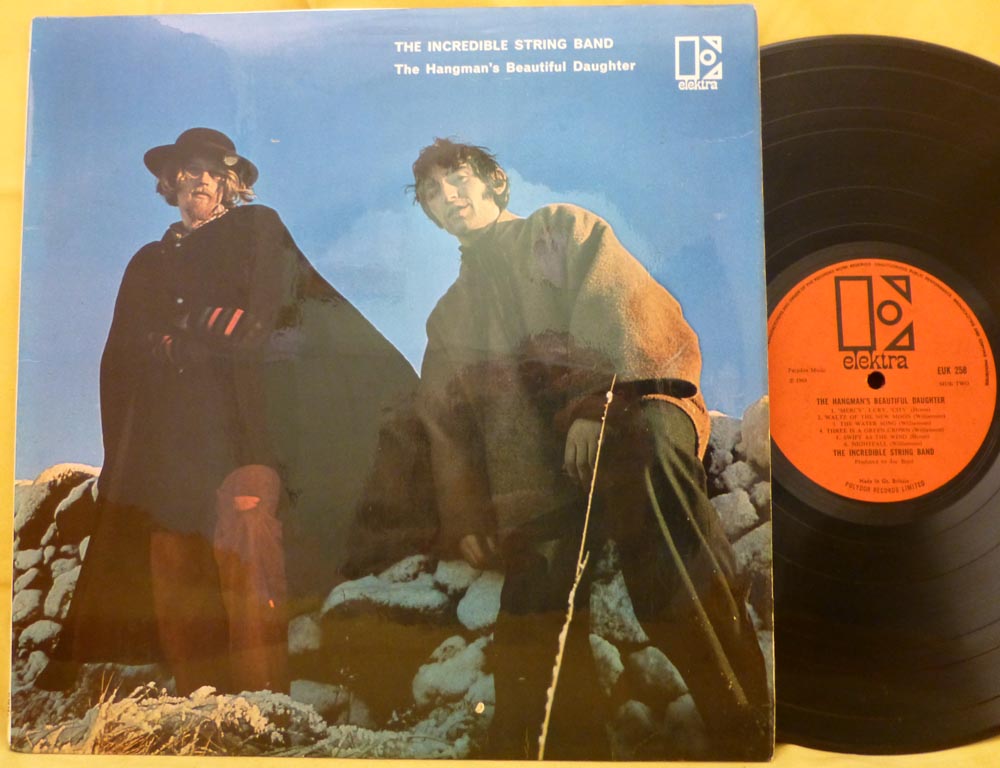 THE INCREDIBLE STRING BAND
The Hangman's Beautiful Daughter
elektra
elektra
Paradox Music
℗ 1968
EUK 258
SIDE TWO
THE HANGMAN'S BEAUTIFUL DAUGHTER
1. 'MERCY' I CRY, 'CITY' (Heron)
2. WALTZ OF THE NEW MOON (Williamson)
3. THE WATER SONG (Williamson)
4. THREE IS A GREEN CROWN (Williamson)
5. SWIFT AS THE WIND (Heron)
6. NIGHTFALL (Williamson)
THE INCREDIBLE STRING BAND
Produced by Joe Boyd
Made in Gt. Britain
POLYDOR RECORDS LIMITED